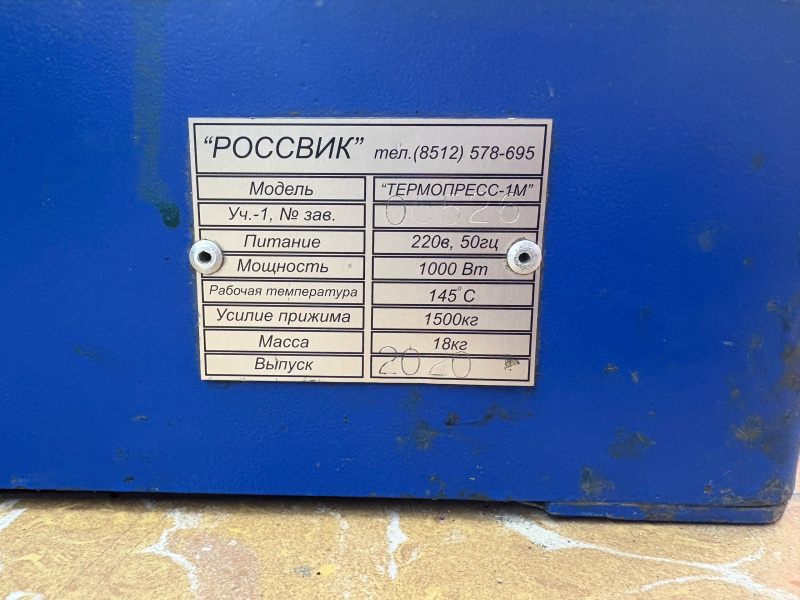 “РОССВИК” тел.(8512) 578-695
Модель “ТЕРМОПРЕСС-1М”
Уч.-1, № зав. 06526
Питание 220в, 50гц
Мощность 1000 Вт
Рабочая температура 145°С
Усилие прижима 1500кг
Масса 18кг
Выпуск 2020